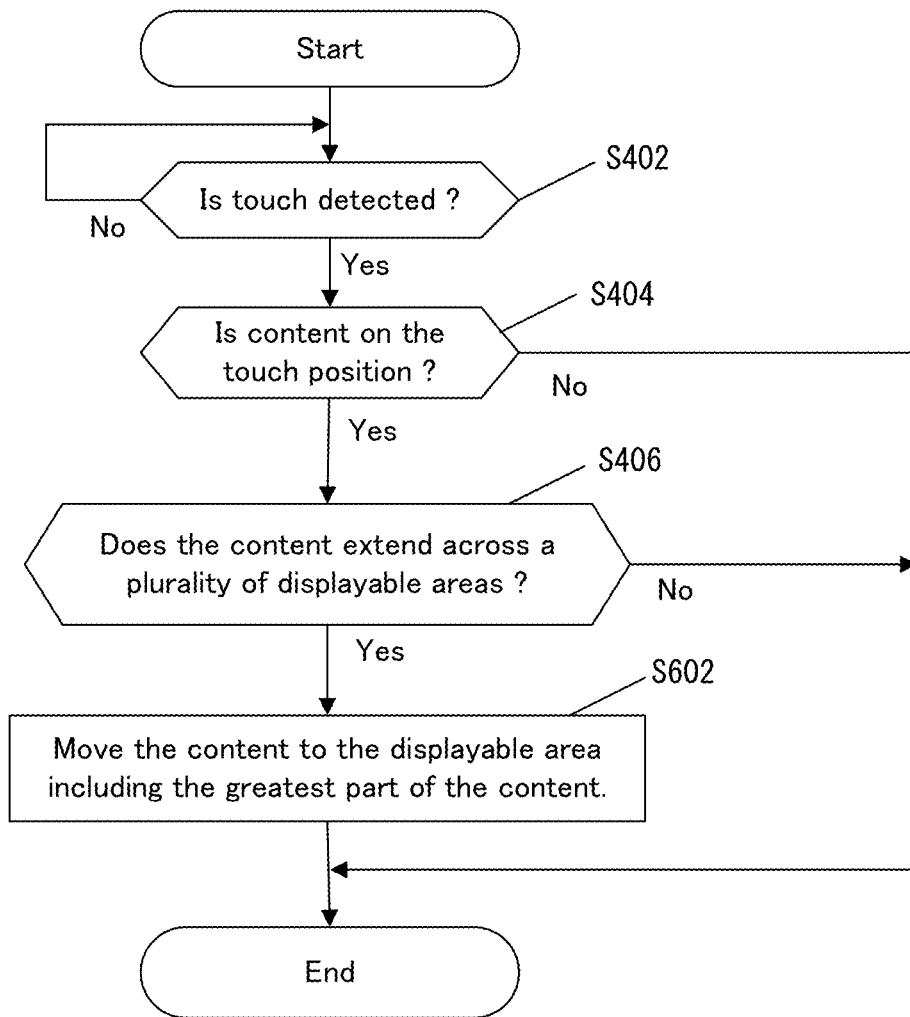 Start
S402
Is touch detected ?
No
Yes
S404
Is content on the
touch position ?
No
Yes
S406
Does the content extend across a
plurality of displayable areas ?
No
Yes
S602
Move the content to the displayable area
including the greatest part of the content.
End